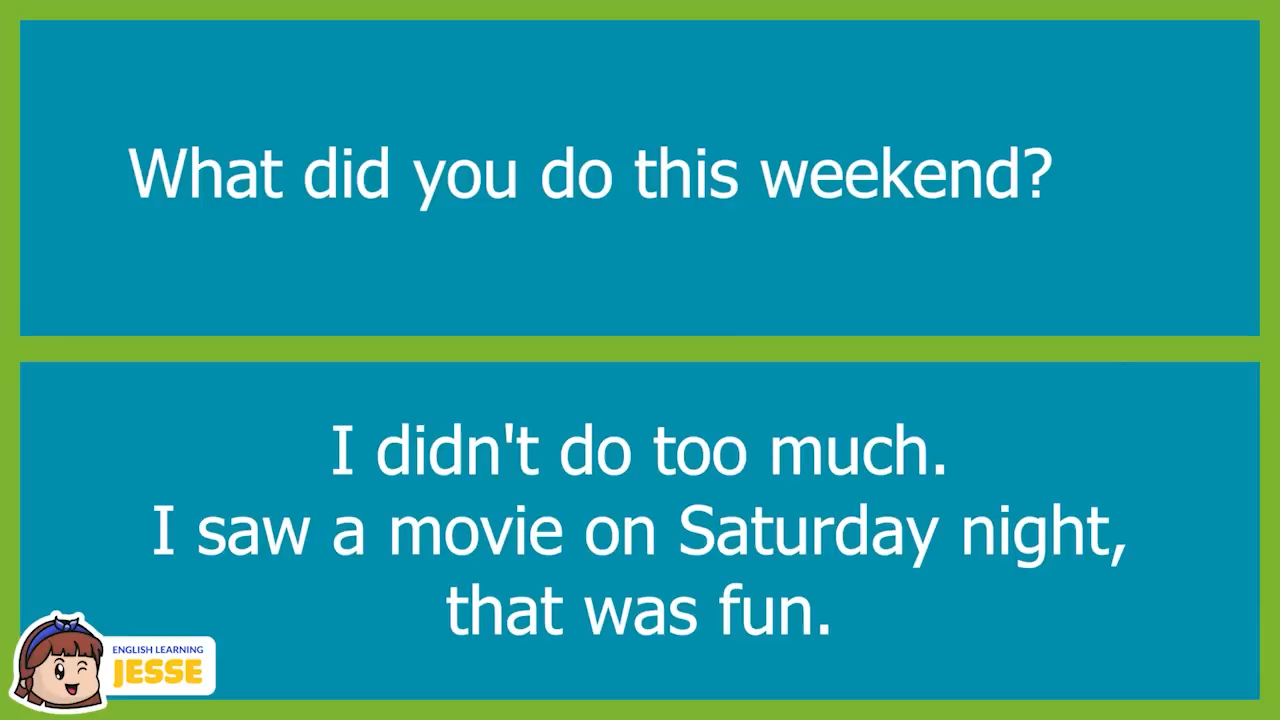 What did you do this weekend?
I didn't do too much.
I saw a movie on Saturday night,
that was fun.
ENGLISH LEARNING
JESSE